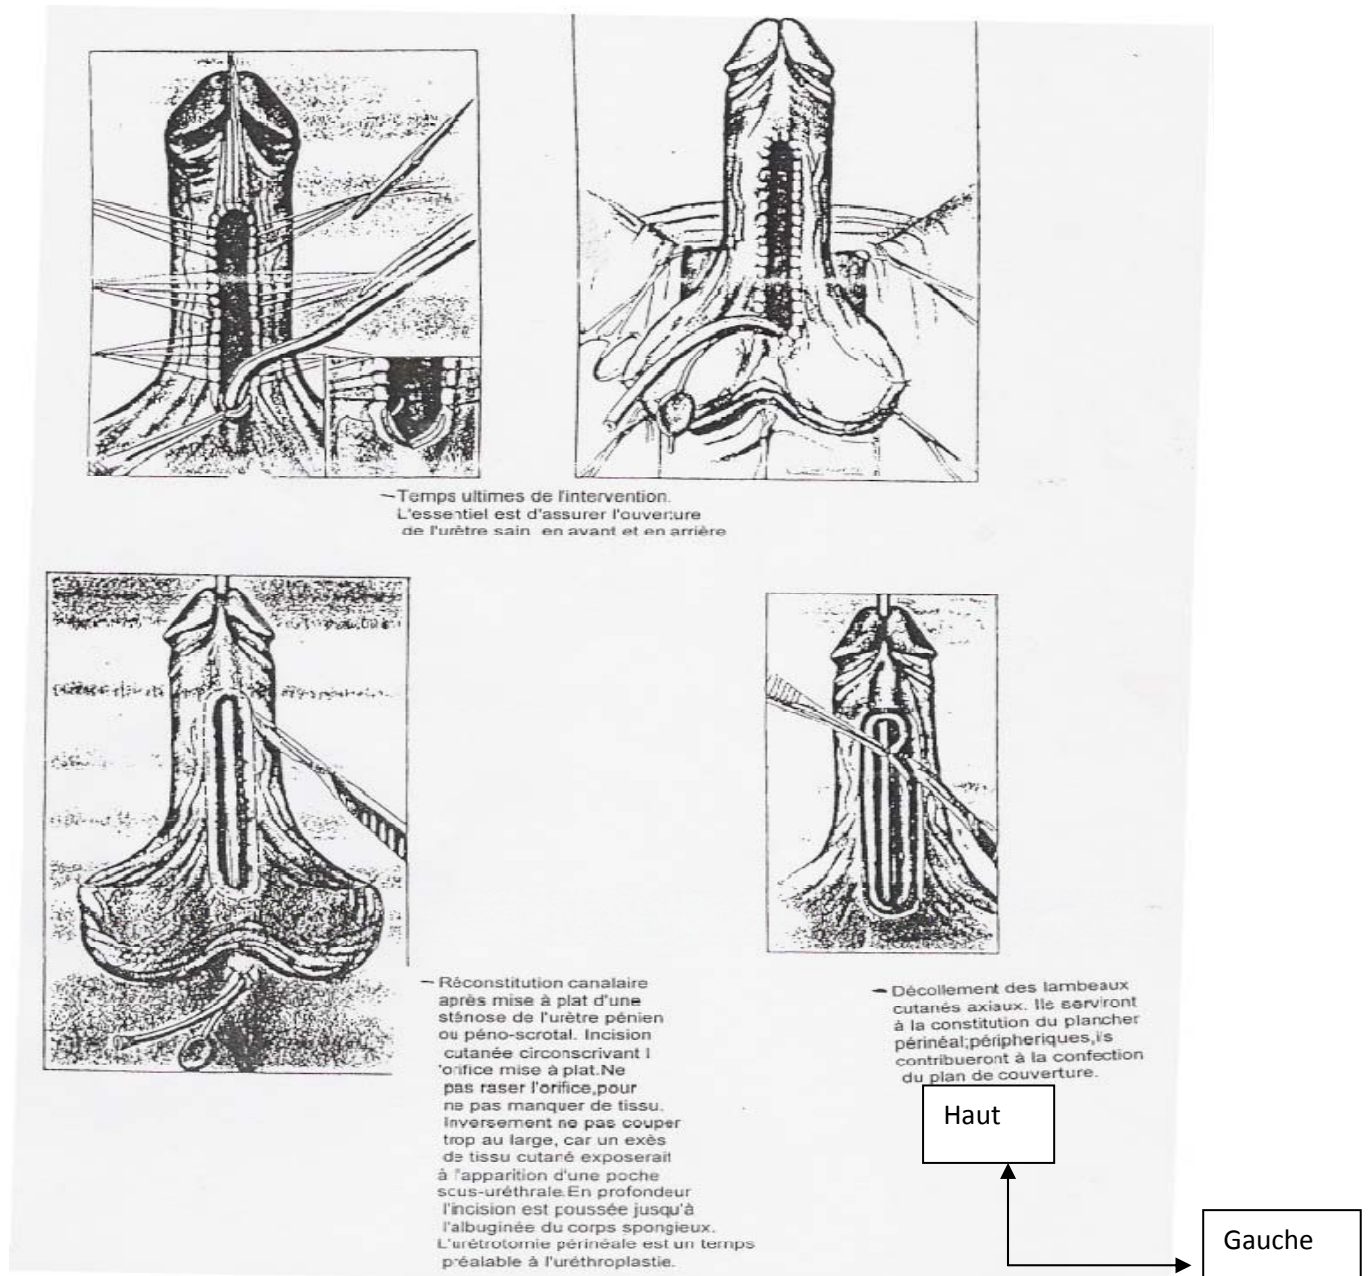 Temps ultimes de l'intervention.
L'essentiel est d'assurer l'ouverture
de l'urêtre sain en avant et en arrière
Réconstitution canalaire
après mise à plat d'une
sténose de l'urètre pénien
ou péno-scrotal. Incision
cutanée circonscrivant l
'orifice mise à plat.Ne
pas raser l'orifice,pour
ne pas manquer de tissu.
Inversement ne pas couper
trop au large, car un exès
de tissu cutané exposerait
à l'apparition d'une poche
sous-uréthrale.En profondeur
l'incision est poussée jusqu'à
l'albuginée du corps spongieux.
L'urétrotomie périnéale est un temps
préalable à l'uréthroplastie.
Décollement des lambeaux
cutanés axiaux. Ils serviront
à la constitution du plancher
périnéal;péripheriques,ils
contribueront à la confection
du plan de couverture.
Haut
Gauche